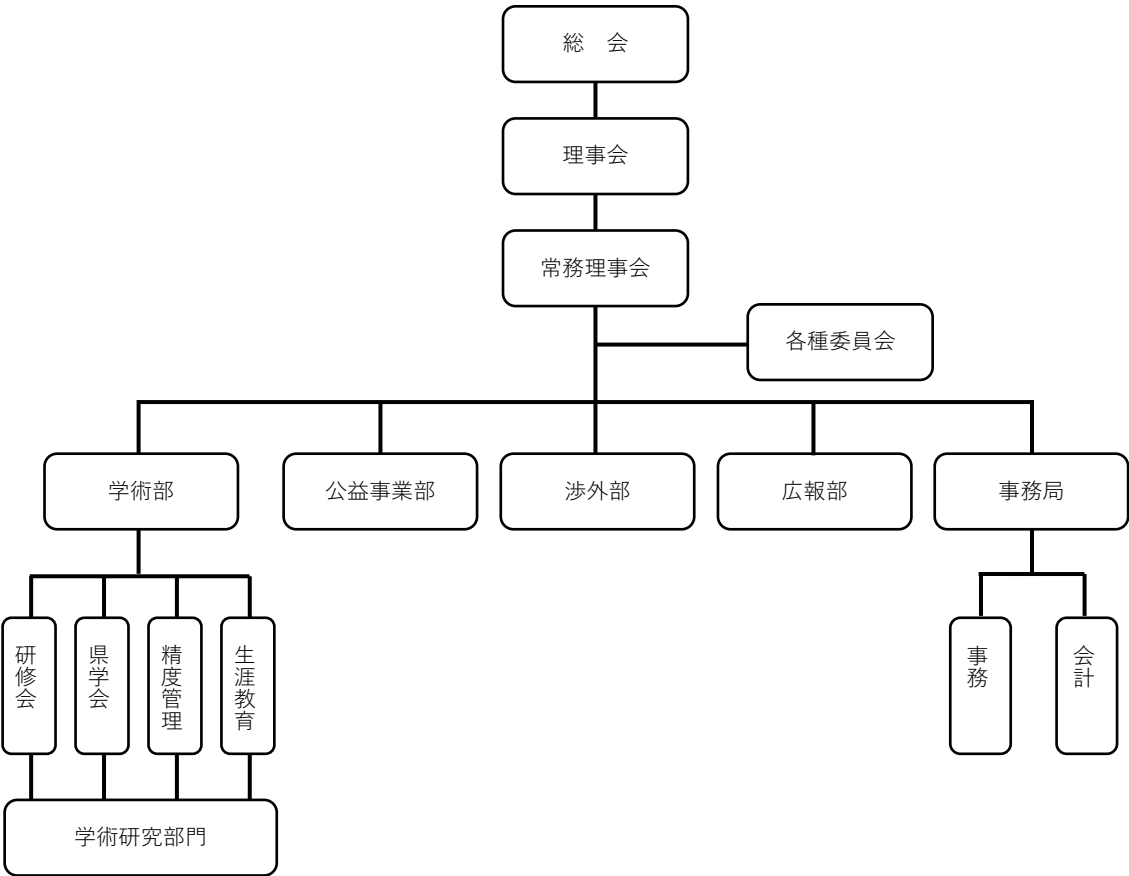 総　会
理事会
常務理事会
各種委員会
学術部
公益事業部
渉外部
広報部
事務局
研修会
県学会
精度管理
生涯教育
事務
会計
学術研究部門